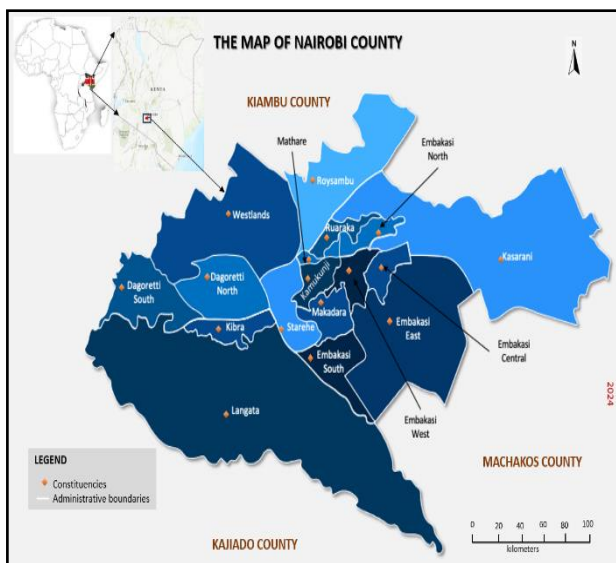 THE MAP OF NAIROBI COUNTY
N
KENYA
KIAMBU COUNTY
Mathare
Embakasi
North
Roysambu
Westlands
Ruaraka
Kasarani
Kamukunji
Dagoretti
North
Dagoretti
South
Makadara
Kibra
Starehe
Embakasi
East
Embakasi
South
Embakasi
Central
Langata
Embakasi
West
2024
MACHAKOS COUNTY
LEGEND
Constituencies
Administrative boundaries
KAJIADO COUNTY
0 20 40 60 80 100
kilometers